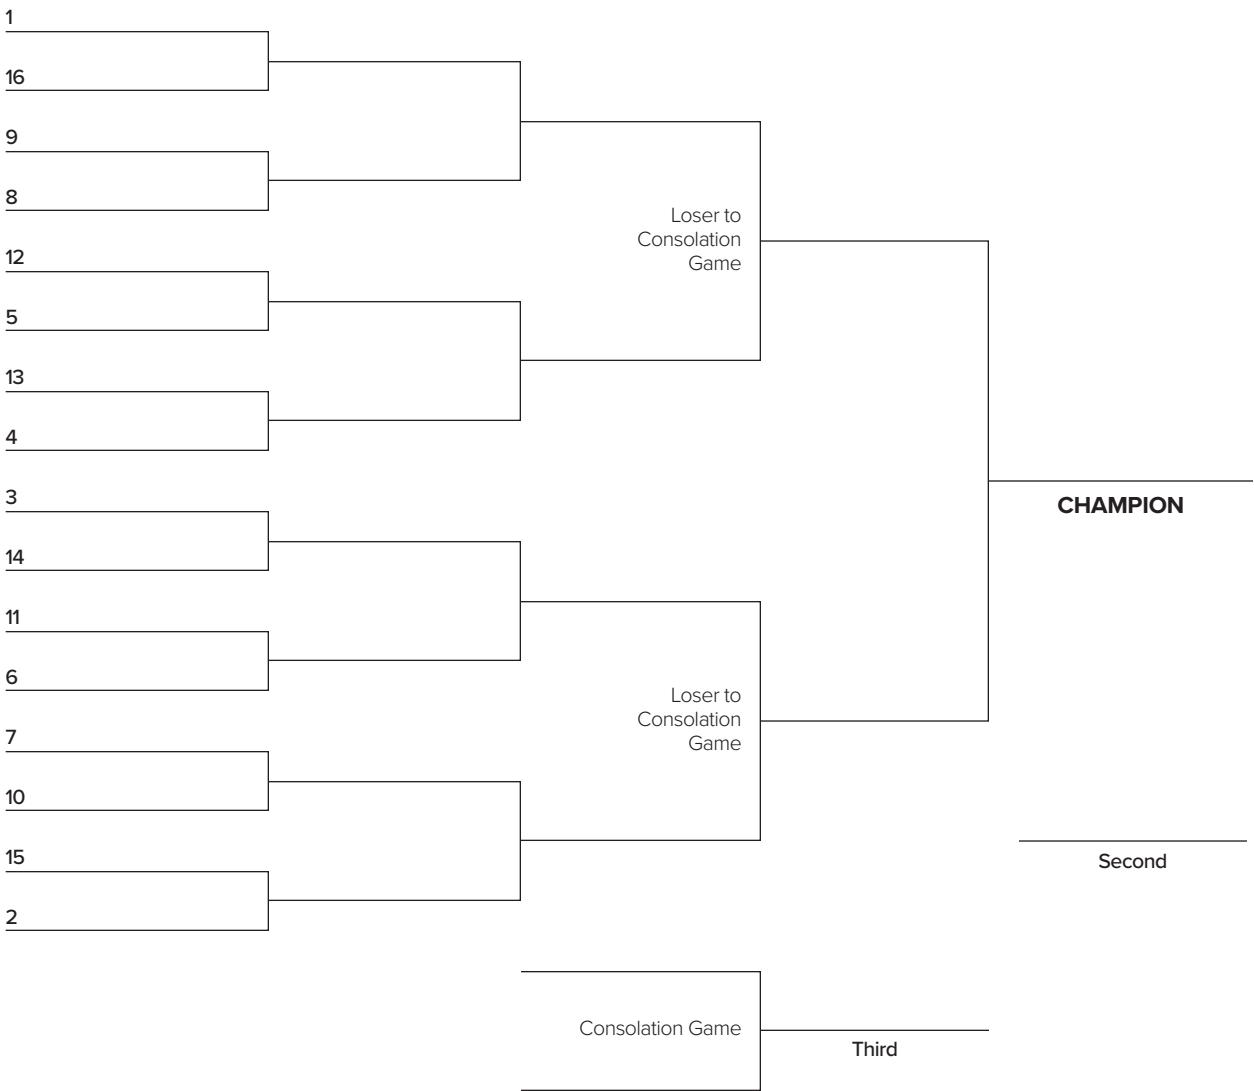 1
16
9
8
12
5
13
4
3
14
11
6
7
10
15
2
Loser to
Consolation
Game
Loser to
Consolation
Game
CHAMPION
Second
Consolation Game
Third